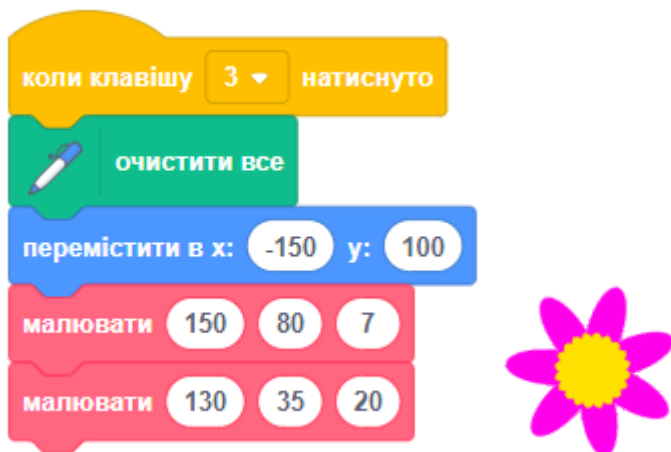 коли клавішу 3 натиснуто
очистити все
перемістити в x: -150 y: 100
малювати 150 80 7
малювати 130 35 20